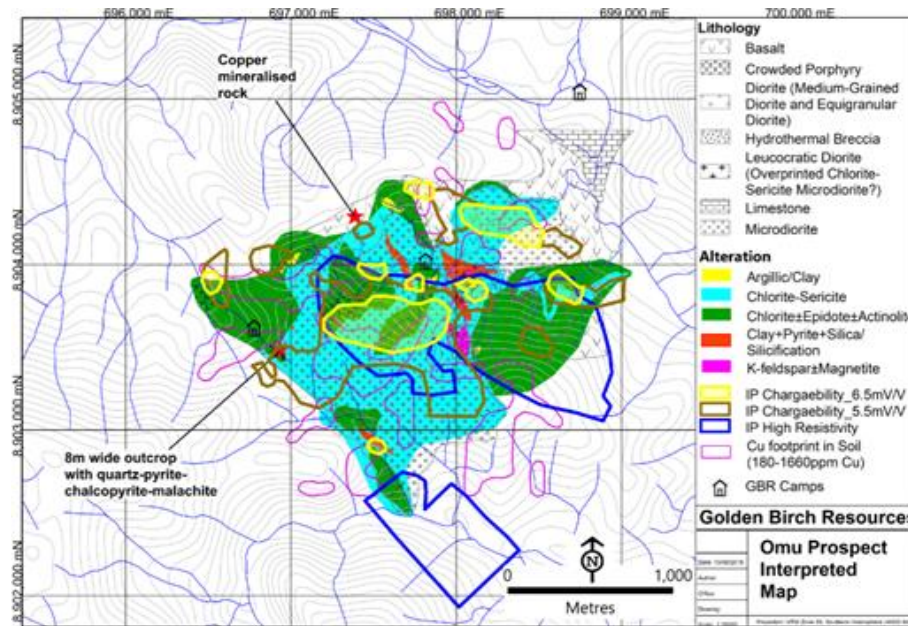 696,000 mE
697,000 mE
698,000 mE
699,000 mE
700,000 mE
8,905,000 mN
8,904,000 mN
8,903,000 mN
8,902,000 mN
Copper
mineralised
rock
8m wide outcrop
with quartz-pyrite-
chalcopyrite-malachite
N
0 1,000
Metres
Lithology
Basalt
Crowded Porphyry
Diorite (Medium-Grained
Diorite and Equigranular
Diorite)
Hydrothermal Breccia
Leucocratic Diorite
(Overprinted Chlorite-
Sericite Microdiorite?)
Limestone
Microdiorite
Alteration
Argillic/Clay
Chlorite-Sericite
Chlorite±Epidote±Actinolit
Clay+Pyrite+Silica/
Silicification
K-feldspar±Magnetite
IP Chargaebility_6.5mV/V
IP Chargaebility_5.5mV/V
IP High Resistivity
Cu footprint in Soil
(180-1660ppm Cu)
GBR Camps
Golden Birch Resources
Omu Prospect
Interpreted
Map